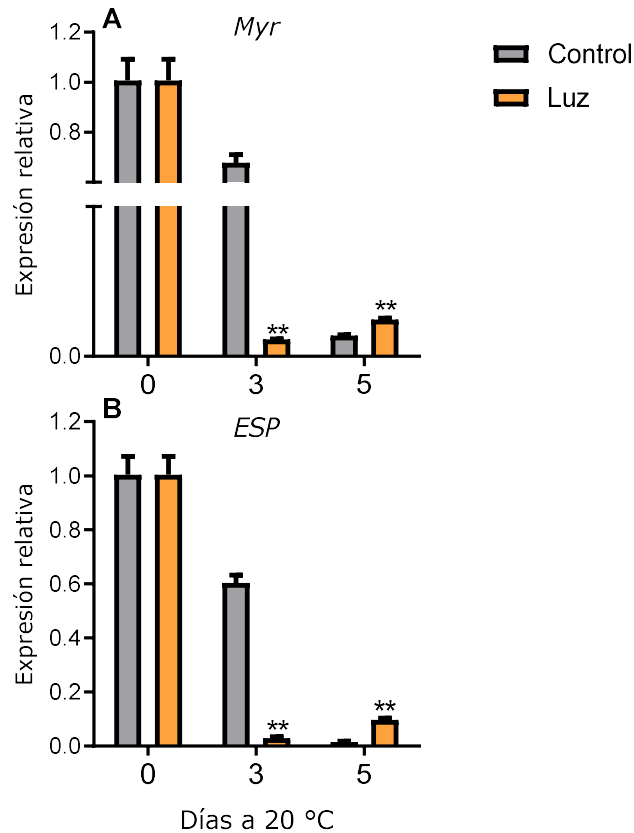 A
Myr
Control
Luz
Expresión relativa
1.2
1.0
0.8
0.0
**
**
0
3
5
B
ESP
Expresión relativa
1.2
1.0
0.8
0.6
0.4
0.2
0.0
**
**
0
3
5
Días a 20 °C